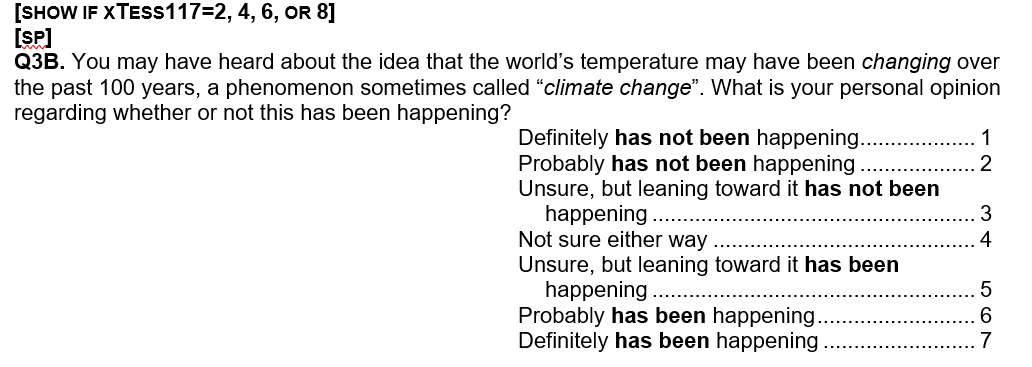 [SHOW IF XTESS117=2, 4, 6, OR 8]
[SP]
Q3B. You may have heard about the idea that the world’s temperature may have been changing over
the past 100 years, a phenomenon sometimes called “climate change”. What is your personal opinion
regarding whether or not this has been happening?
Definitely has not been happening................... 1
Probably has not been happening ................... 2
Unsure, but leaning toward it has not been
happening ..................................................... 3
Not sure either way ........................................... 4
Unsure, but leaning toward it has been
happening ..................................................... 5
Probably has been happening.......................... 6
Definitely has been happening ......................... 7